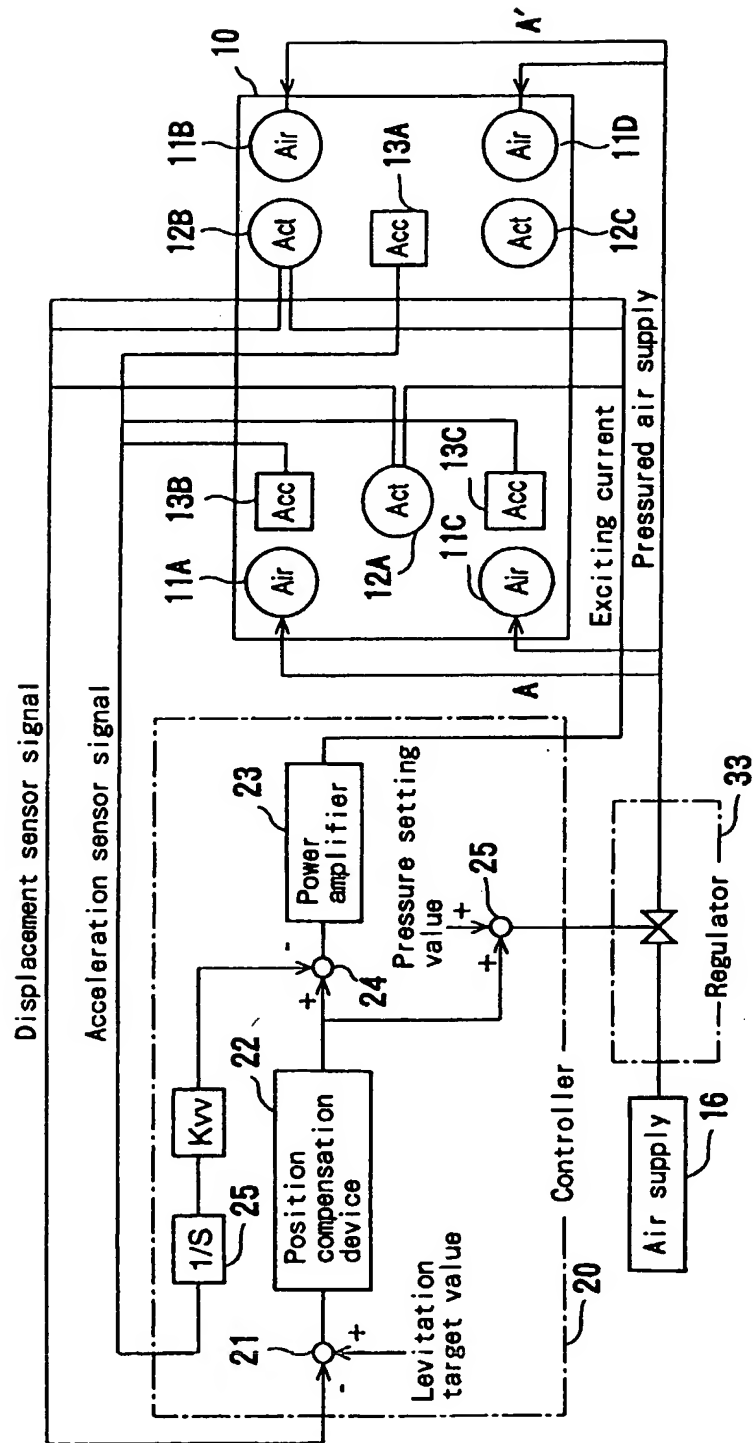 Displacement sensor signal
Acceleration sensor signal
10
11B
12B
13A
11D
12C
Air
Act
Acc
Act
Air
A'
13B
11A
Acc
Air
Act
12A
13C
11C
Acc
Air
A
Exciting current
Pressured air supply
25
1/S
Kvv
22
Position
compensation
device
21
-
+
Levitation
target value
24
-
+
23
Power
amplifier
Pressure setting
value
+
+
25
20
Controller
Regulator
33
Air supply
16